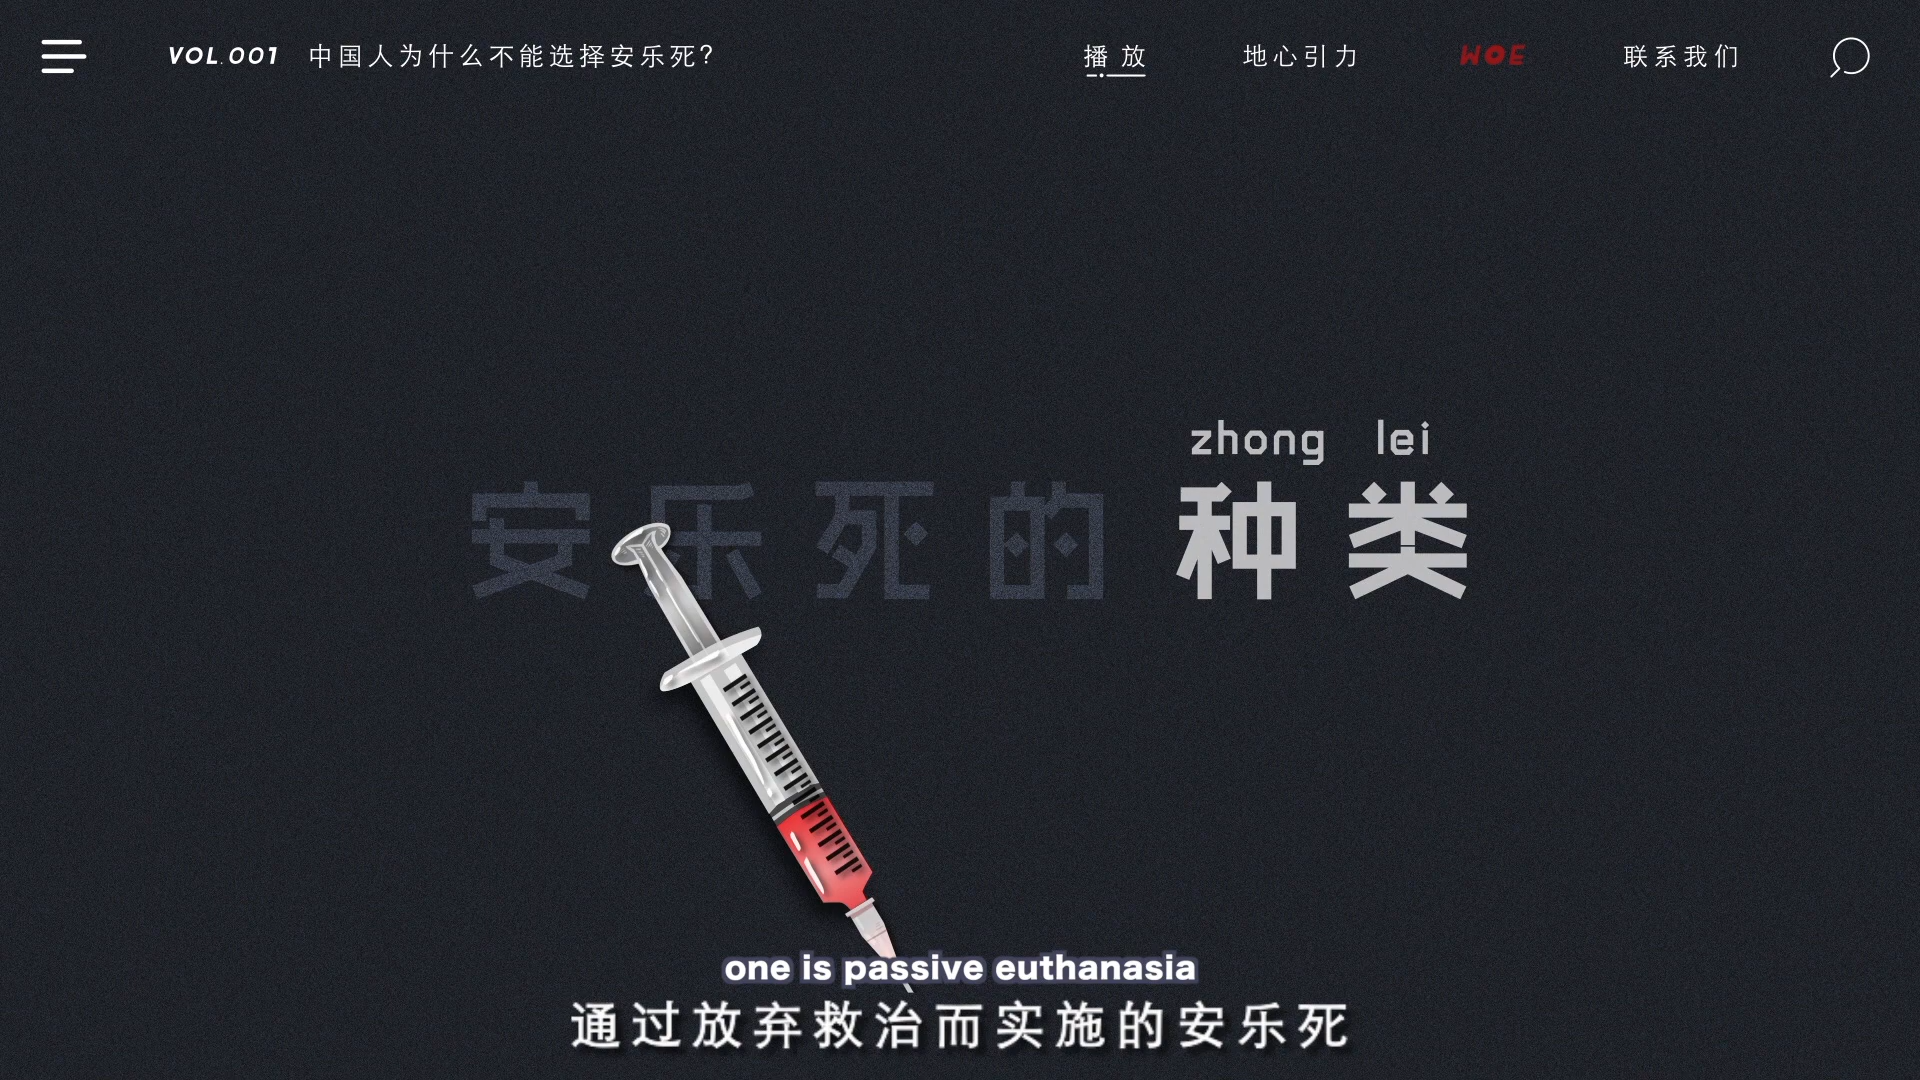 VOL.001 中国人为什么不能选择安乐死? 播放 地心引力 WOE 联系我们
zhong lei
安乐死的种类
one is passive euthanasia
通过放弃救治而实施的安乐死